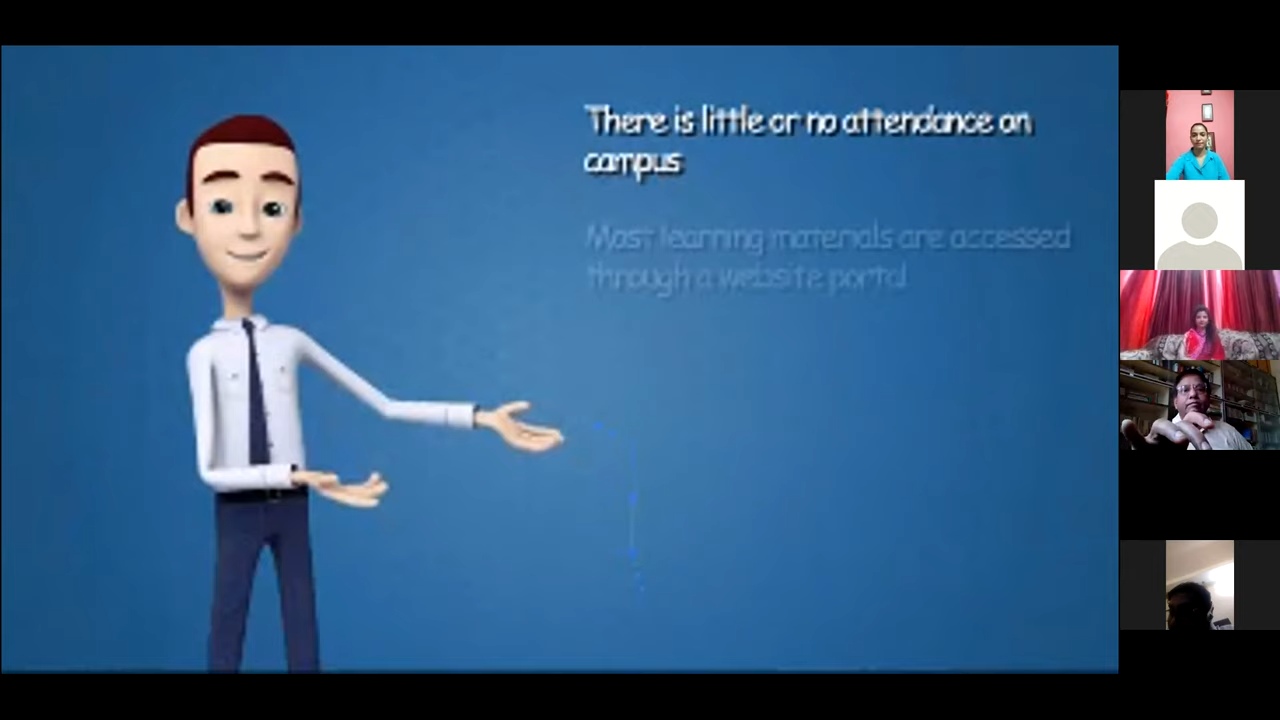 There is little or no attendance on
campus
Most learning materials are accessed
through a website portal